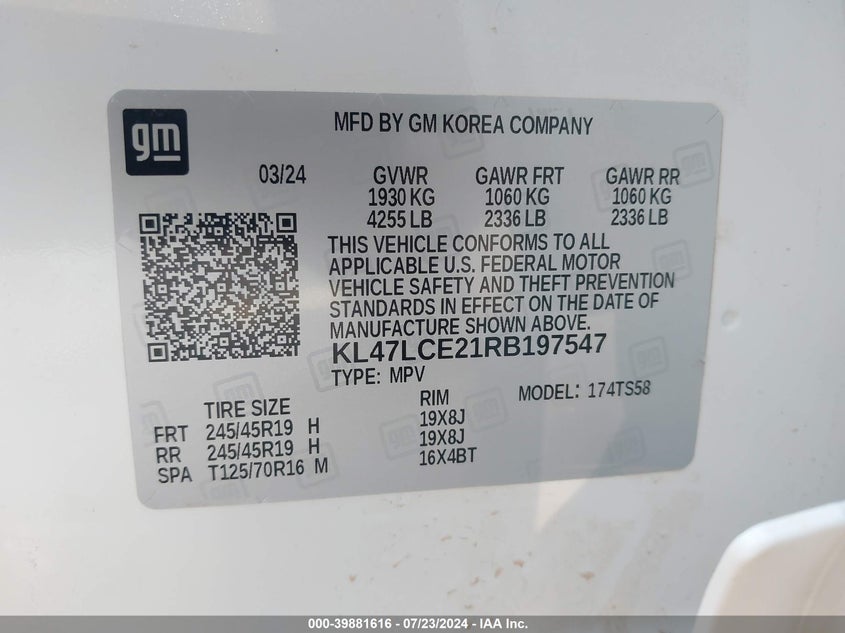 gm
MFD BY GM KOREA COMPANY
03/24 GVWR GAWR FRT GAWR RR
1930 KG 1060 KG 1060 KG
4255 LB 2336 LB 2336 LB
THIS VEHICLE CONFORMS TO ALL
APPLICABLE U.S. FEDERAL MOTOR
VEHICLE SAFETY AND THEFT PREVENTION
STANDARDS IN EFFECT ON THE DATE OF
MANUFACTURE SHOWN ABOVE.
KL47LCE21RB197547
TYPE: MPV MODEL: 174TS58
TIRE SIZE RIM
FRT 245/45R19 H 19X8J
RR 245/45R19 H 19X8J
SPA T125/70R16 M 16X4BT
000-39881616 - 07/23/2024 - IAA Inc.